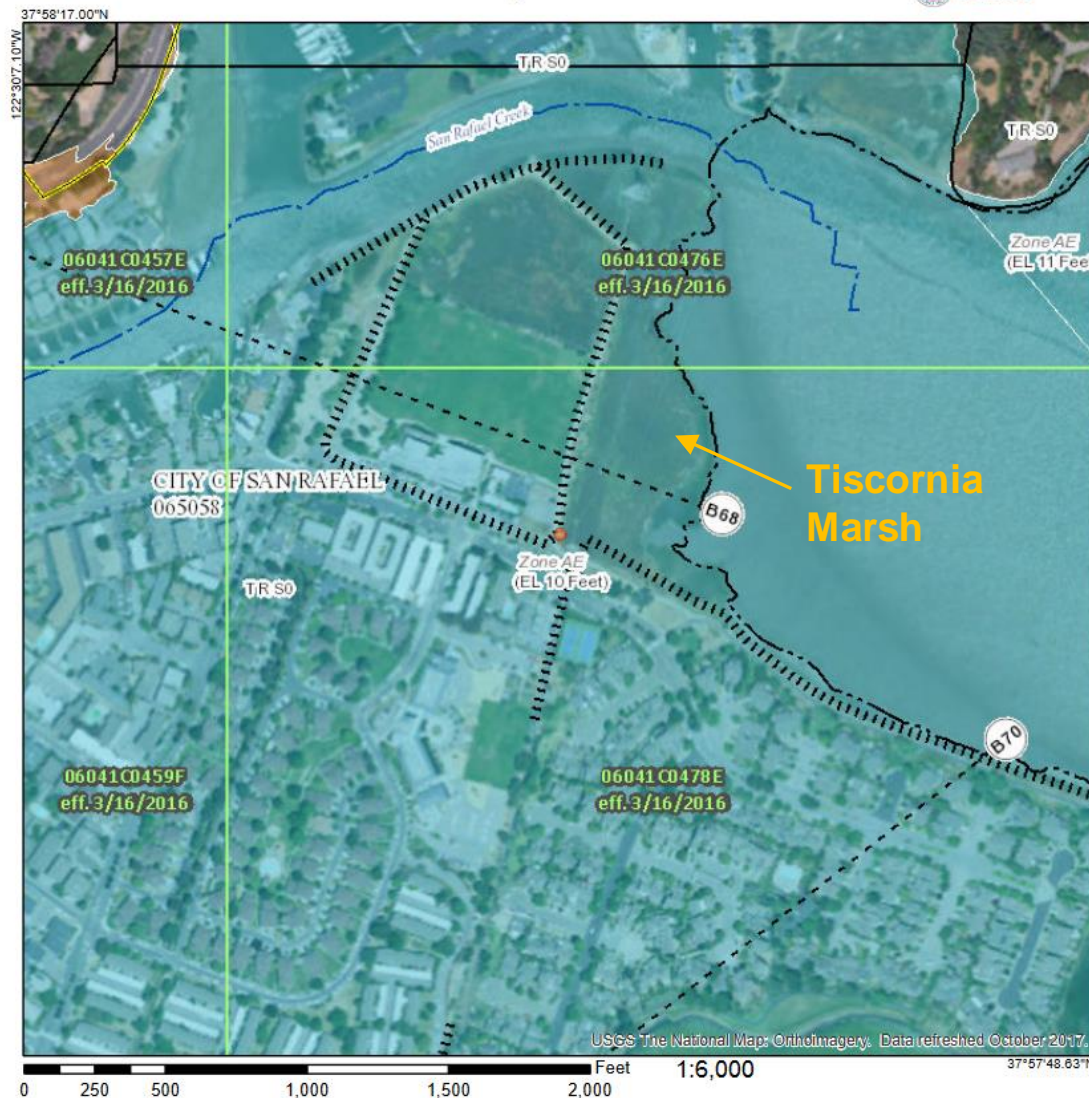 37°58'17.00"N
122°30'7.10"W
T.R S0
San Rafael Creek
T.R S0
Zone AE
(EL 11 Fee
06041C0457E
eff. 3/16/2016
06041C0476E
eff. 3/16/2016
Tiscornia
Marsh
CITY OF SAN RAFAEL
065058
B68
Zone AE
(EL 10 Feet)
T.R S0
B70
06041C0459F
eff. 3/16/2016
06041C0478E
eff. 3/16/2016
USGS The National Map: Orthoimagery. Data refreshed October 2017.
0 250 500 1,000 1,500 2,000 Feet 1:6,000
37°57'48.63"N